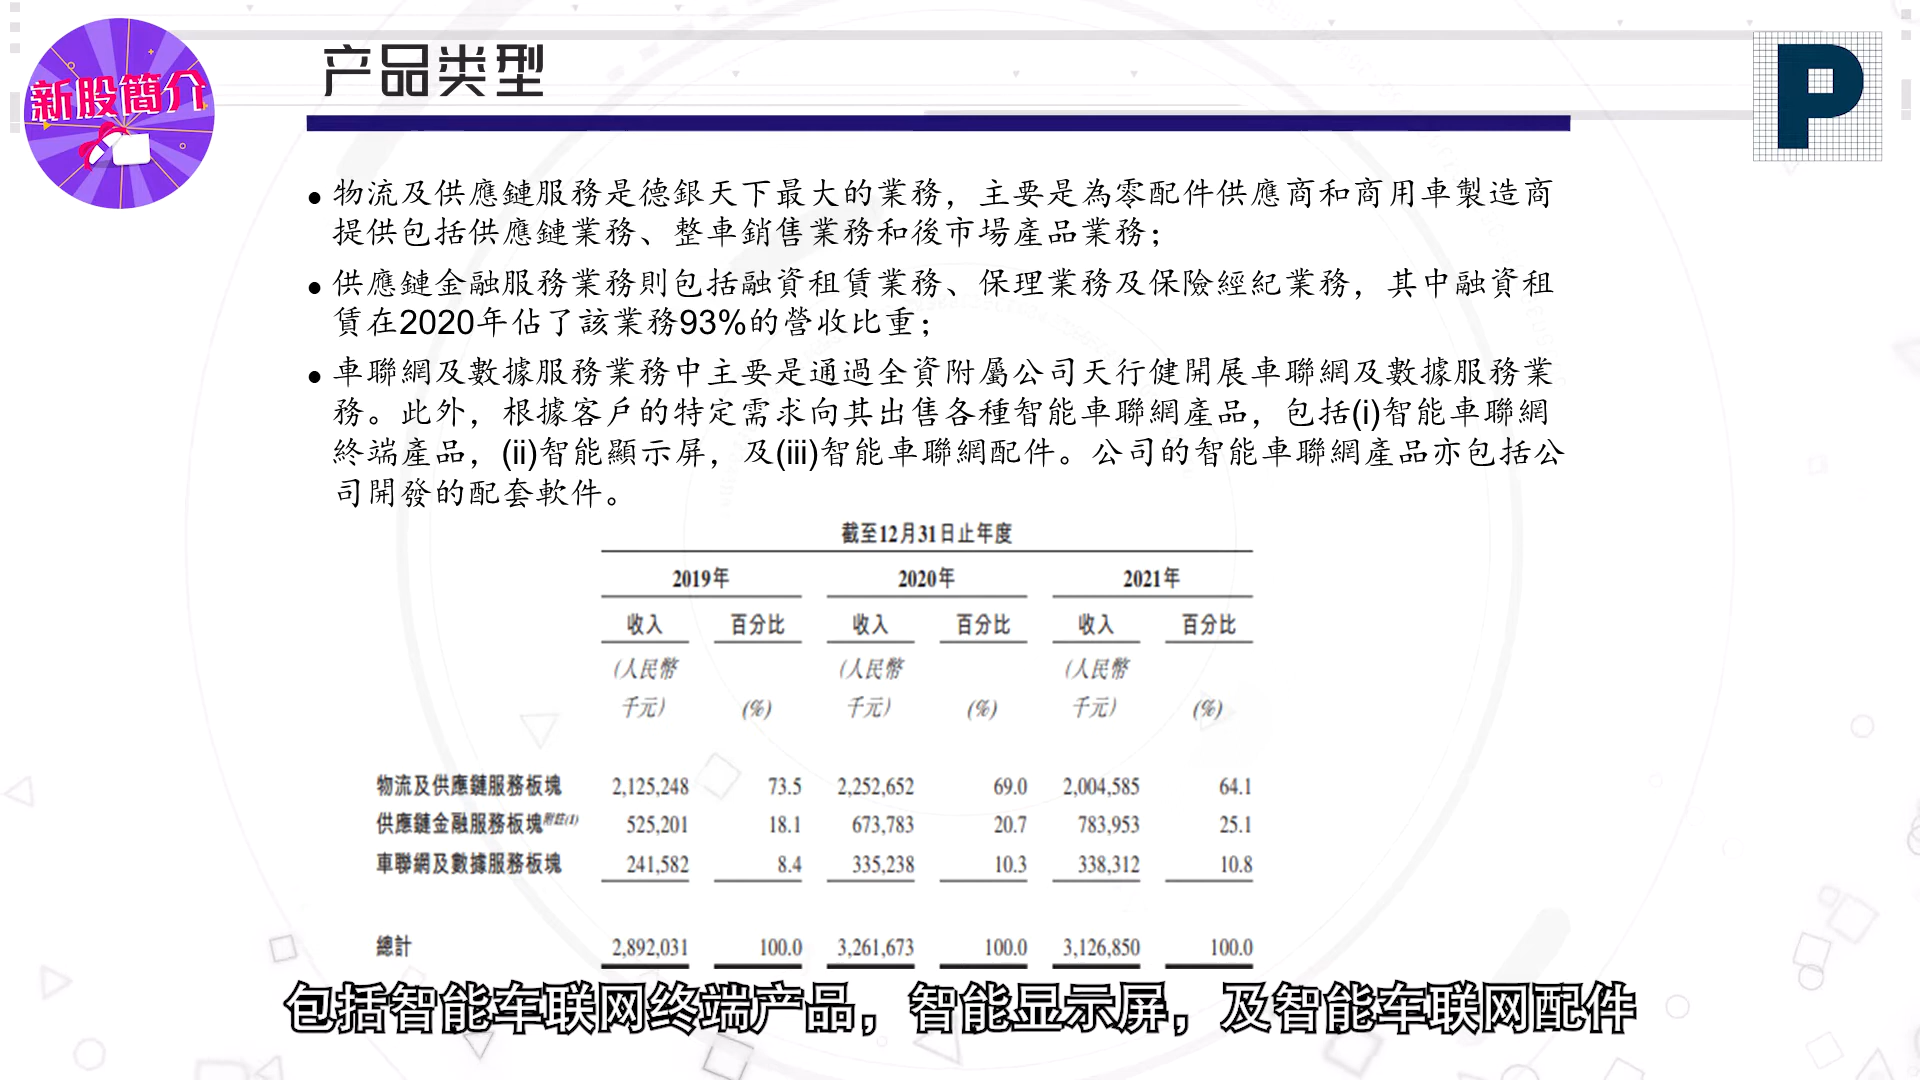 新股簡介
产品类型
P
• 物流及供應鏈服務是德銀天下最大的業務，主要是為零配件供應商和商用車製造商
提供包括供應鏈業務、整車銷售業務和後市場產品業務；
• 供應鏈金融服務業務則包括融資租賃業務、保理業務及保險經紀業務，其中融資租
賃在2020年佔了該業務93%的營收比重；
• 車聯網及數據服務業務中主要是通過全資附屬公司天行健開展車聯網及數據服務業
務。此外，根據客戶的特定需求向其出售各種智能車聯網產品，包括(i)智能車聯網
終端產品，(ii)智能顯示屏，及(iii)智能車聯網配件。公司的智能車聯網產品亦包括公
司開發的配套軟件。
截至12月31日止年度
2019年 2020年 2021年
收入 百分比 收入 百分比 收入 百分比
(人民幣 (人民幣 (人民幣
千元) (%) 千元) (%) 千元) (%)
物流及供應鏈服務板塊 2,125,248 73.5 2,252,652 69.0 2,004,585 64.1
供應鏈金融服務板塊附註(1) 525,201 18.1 673,783 20.7 783,953 25.1
車聯網及數據服務板塊 241,582 8.4 335,238 10.3 338,312 10.8
總計 2,892,031 100.0 3,261,673 100.0 3,126,850 100.0
包括智能车联网终端产品，智能显示屏，及智能车联网配件